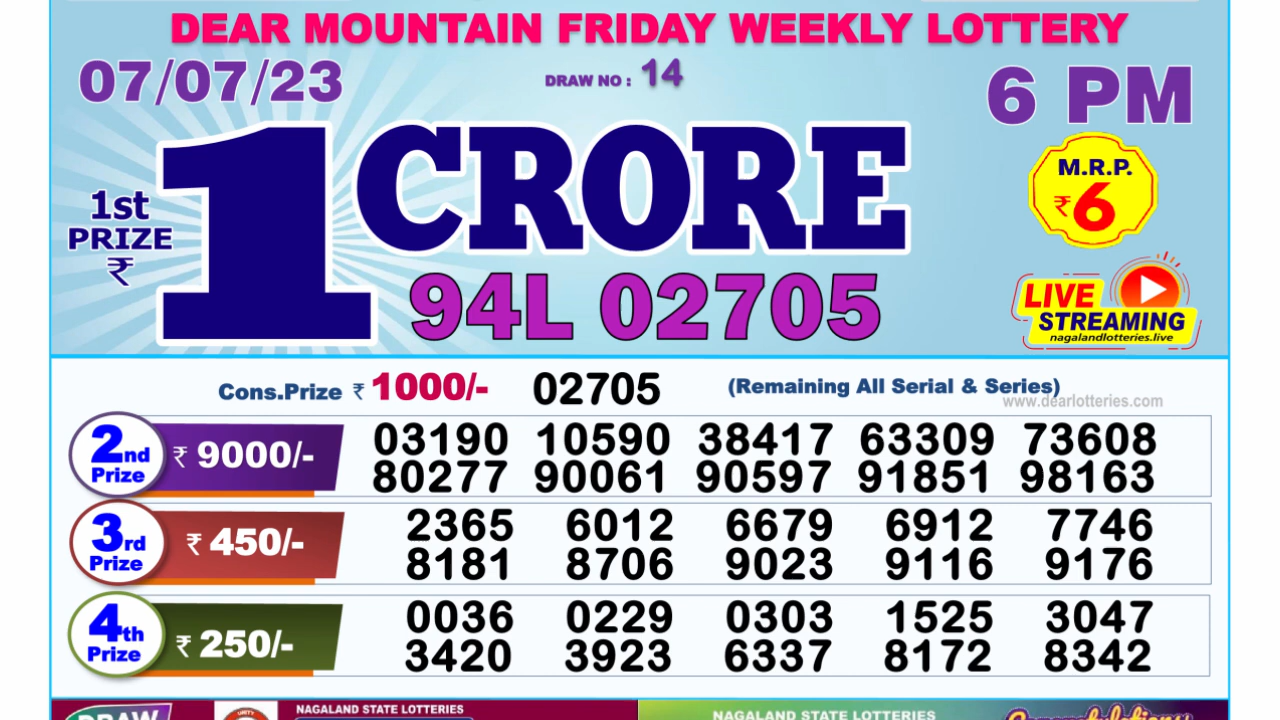 DEAR MOUNTAIN FRIDAY WEEKLY LOTTERY
07/07/23
DRAW NO : 14
6 PM
1st
PRIZE
₹
1 CRORE
94L 02705
M.R.P.
₹6
LIVE
STREAMING
nagalandlotteries.live
Cons.Prize ₹ 1000/- 02705 (Remaining All Serial & Series)
www.dearlotteries.com
2nd
Prize
₹ 9000/-
03190 10590 38417 63309 73608
80277 90061 90597 91851 98163
3rd
Prize
₹ 450/-
2365 6012 6679 6912 7746
8181 8706 9023 9116 9176
4th
Prize
₹ 250/-
0036 0229 0303 1525 3047
3420 3923 6337 8172 8342
DRAW
UNITY
NAGALAND STATE LOTTERIES
NAGALAND STATE LOTTERIES
Congratulations